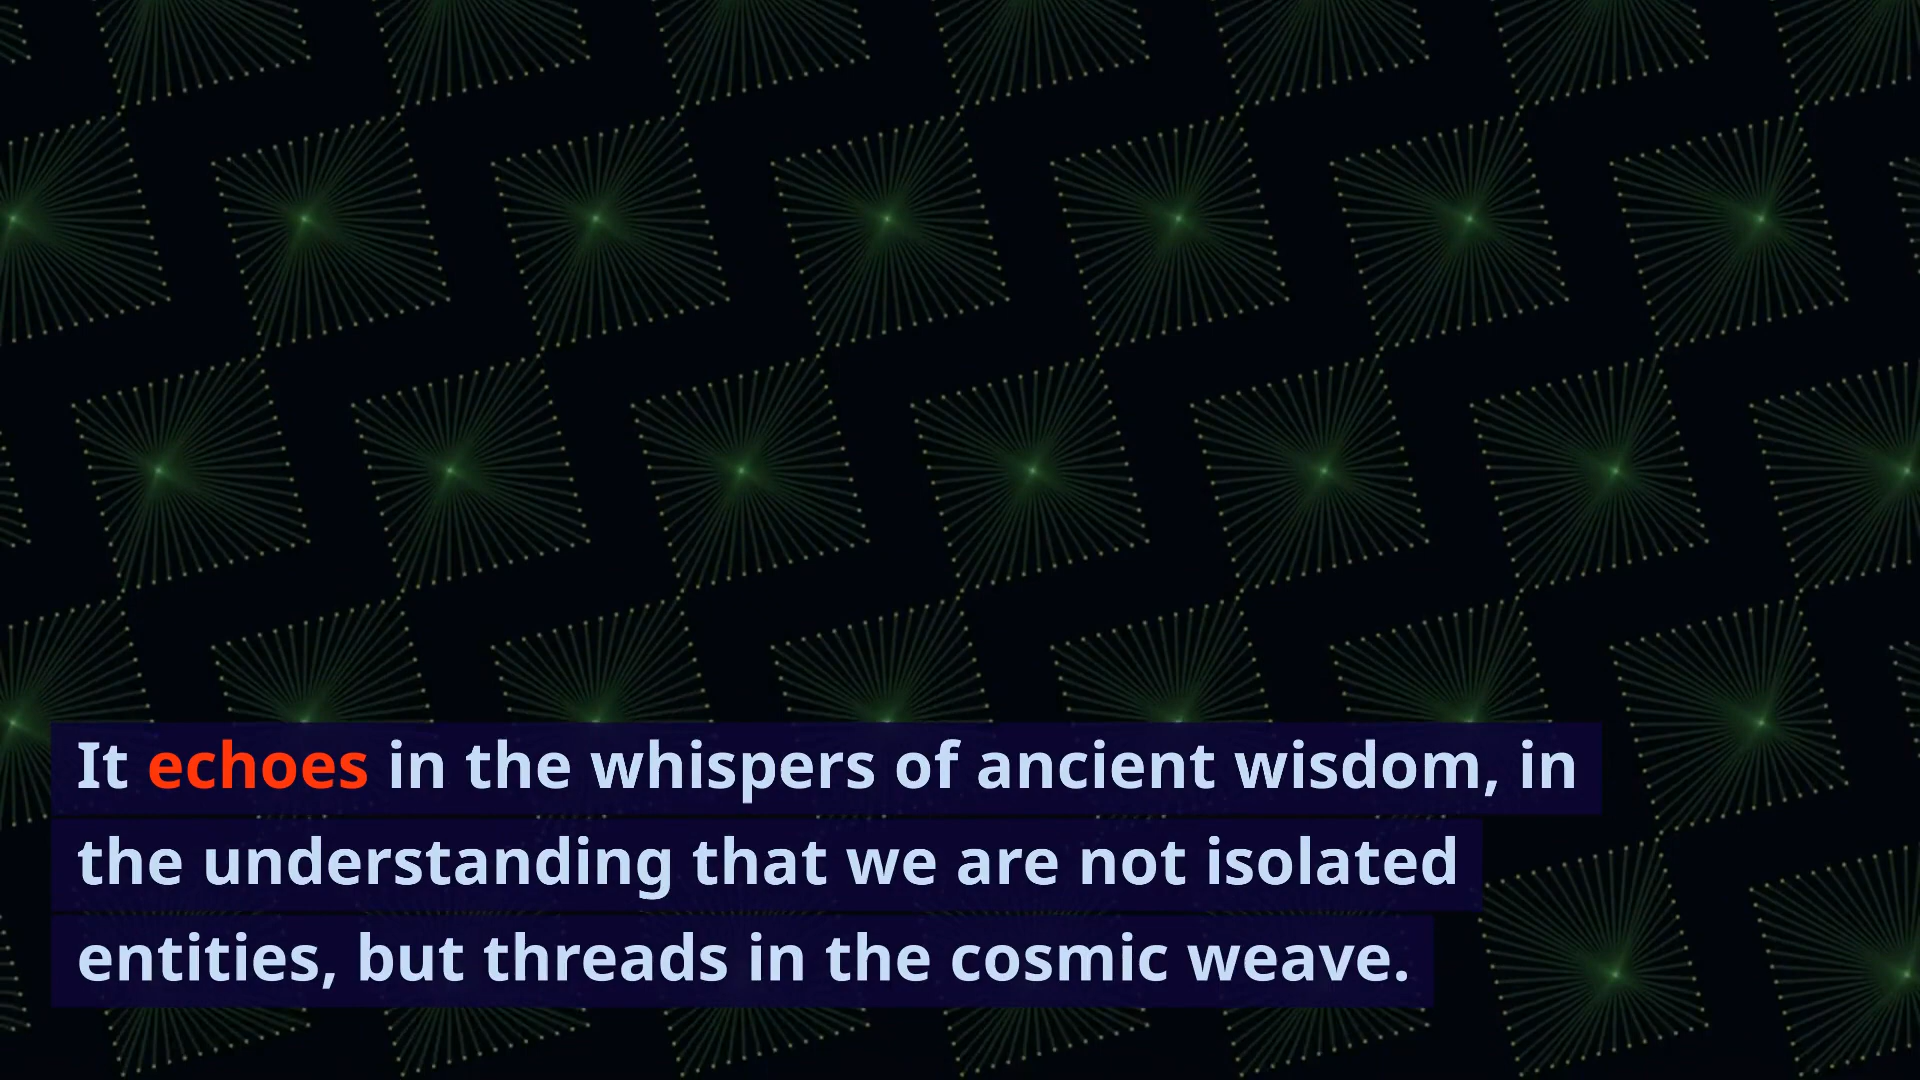 It echoes in the whispers of ancient wisdom, in
the understanding that we are not isolated
entities, but threads in the cosmic weave.